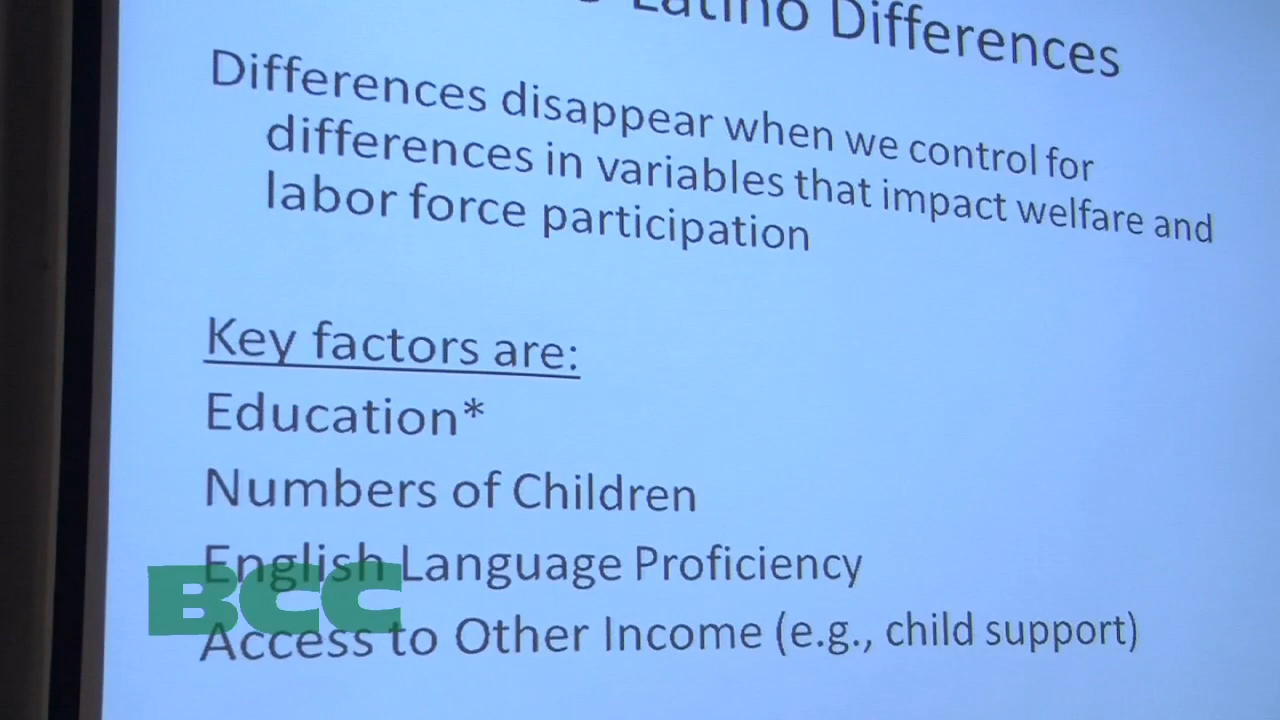 Latino Differences
Differences disappear when we control for
differences in variables that impact welfare and
labor force participation
Key factors are:
Education*
Numbers of Children
English Language Proficiency
BCC
Access to Other Income (e.g., child support)